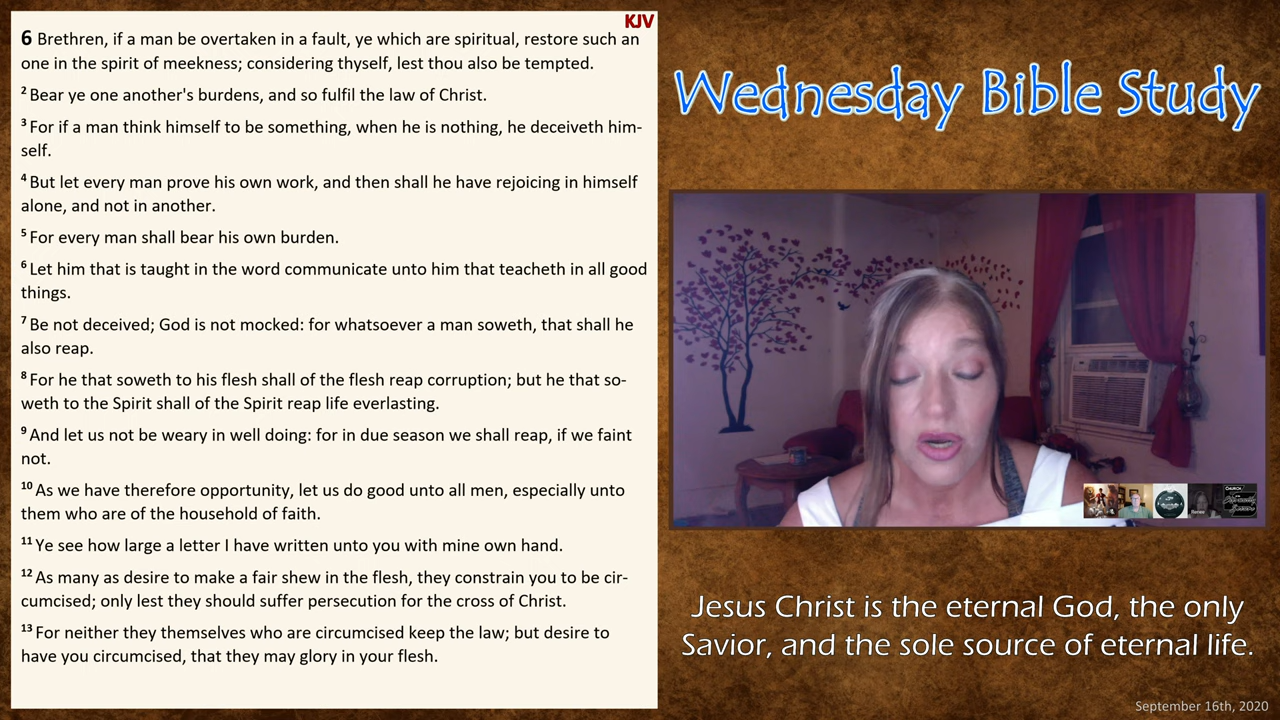 KJV
6 Brethren, if a man be overtaken in a fault, ye which are spiritual, restore such an
one in the spirit of meekness; considering thyself, lest thou also be tempted.
2 Bear ye one another's burdens, and so fulfil the law of Christ.
3 For if a man think himself to be something, when he is nothing, he deceiveth him-
self.
4 But let every man prove his own work, and then shall he have rejoicing in himself
alone, and not in another.
5 For every man shall bear his own burden.
6 Let him that is taught in the word communicate unto him that teacheth in all good
things.
7 Be not deceived; God is not mocked: for whatsoever a man soweth, that shall he
also reap.
8 For he that soweth to his flesh shall of the flesh reap corruption; but he that so-
weth to the Spirit shall of the Spirit reap life everlasting.
9 And let us not be weary in well doing: for in due season we shall reap, if we faint
not.
10 As we have therefore opportunity, let us do good unto all men, especially unto
them who are of the household of faith.
11 Ye see how large a letter I have written unto you with mine own hand.
12 As many as desire to make a fair shew in the flesh, they constrain you to be cir-
cumcised; only lest they should suffer persecution for the cross of Christ.
13 For neither they themselves who are circumcised keep the law; but desire to
have you circumcised, that they may glory in your flesh.
Wednesday Bible Study
CHURCH
Renee
Jesus Christ is the eternal God, the only
Savior, and the sole source of eternal life.
September 16th, 2020